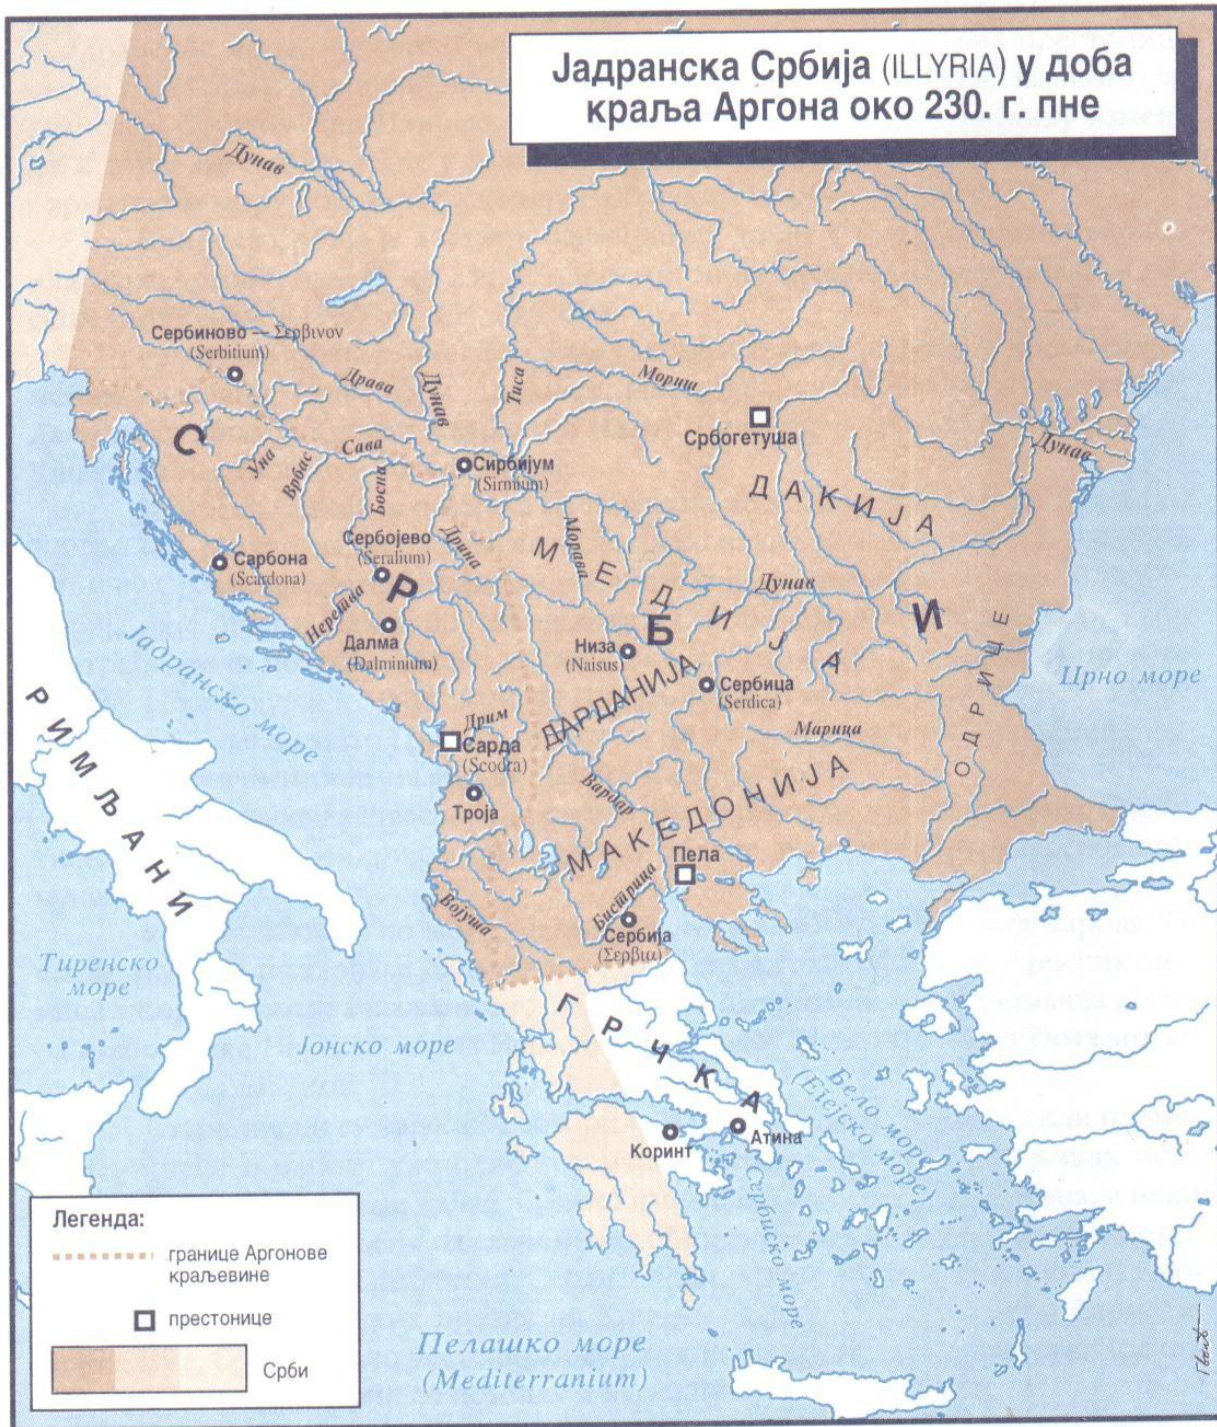 Јадранска Србија (ILLYRIA) у доба
краља Аргона око 230. г. пне
Дунав
Сербиново — Σερβινον
(Serbitium)
Драва
Дунав
Тиса
Мориш
Србогетуша
Дунав
С
Уна
Врбас
Сава
Босна
Сирбијум
(Sirmium)
ДАКИЈА
Сарбона
(Scardona)
Сербојево
(Seralium)
Дрина
Р
МЕДИЈА
Морава
Дунав
И
Неретва
Далма
(Dalminium)
Низа
(Naisus)
Б
Сербица
(Serdica)
ОДРИЦЕ
Јадранско море
Црно море
РИМЉАНИ
Дрим
Сарда
(Scodra)
ДАРДАНИЈА
Марица
Троја
Вардар
МАКЕДОНИЈА
Пела
Војуша
Бистрица
Сербија
(Σερβια)
Тиренско
море
Јонско море
ГРЧКА
Бело море
(Егејско море)
Коринт
Атина
Сербиско море
Пелашко море
(Mediterranium)
Легенда:
границе Аргонове
краљевине
престонице
Срби